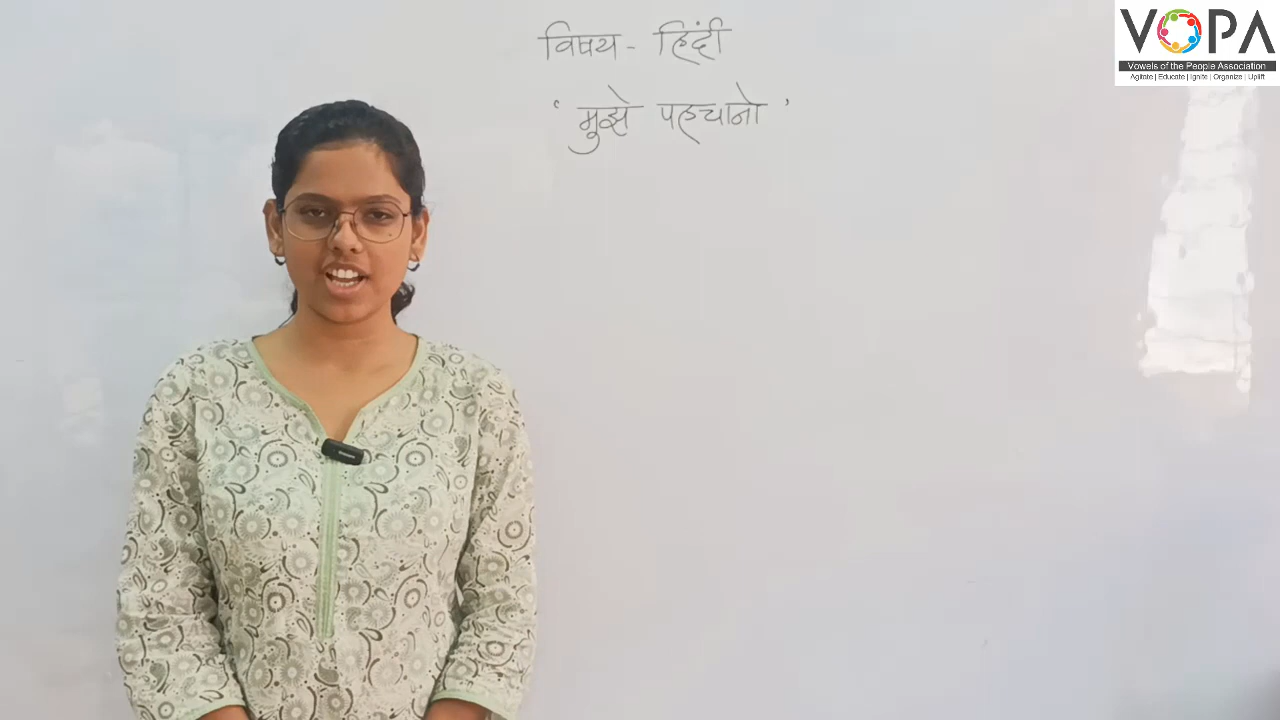 विषय - हिंदी
' मुझे पहचानो '
VOPA
Vowels of the People Association
Agitate | Educate | Ignite | Organize | Uplift